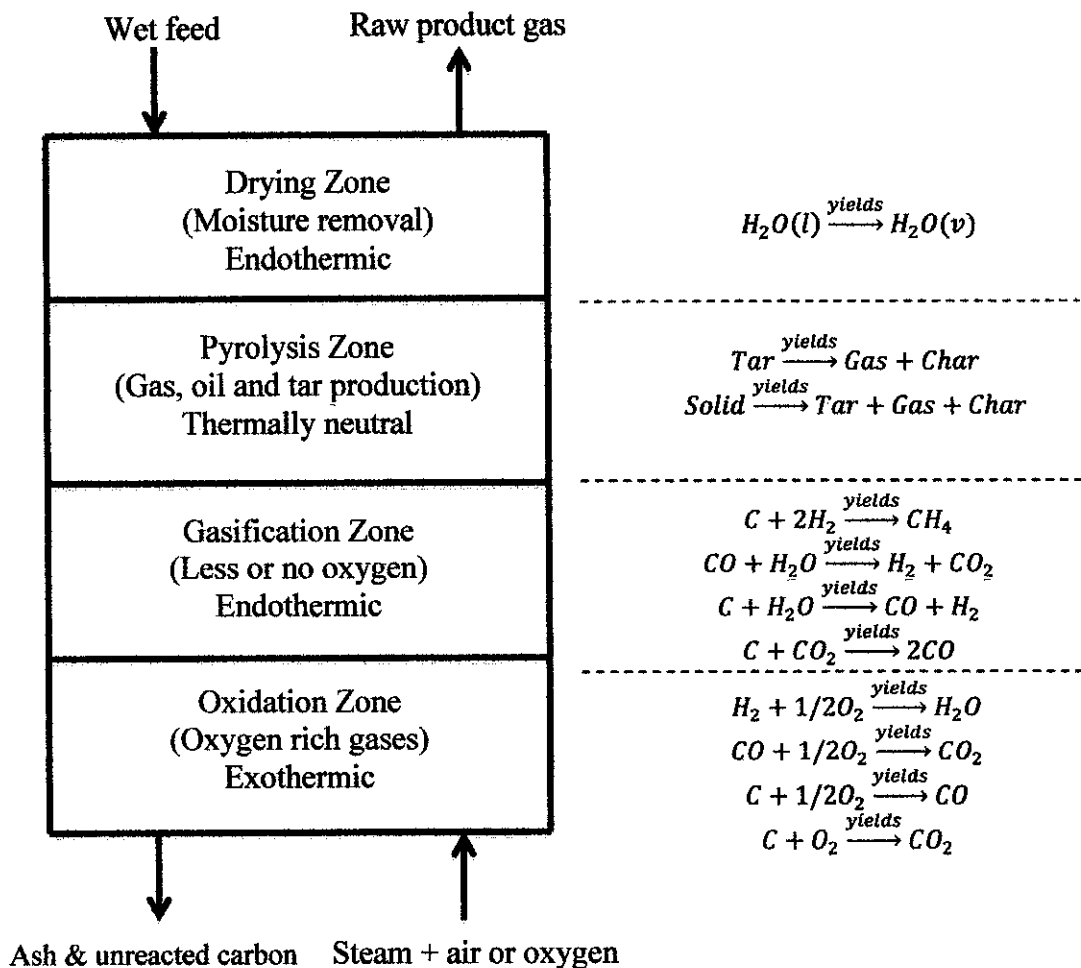 Wet feed
Raw product gas
Drying Zone
(Moisture removal)
Endothermic
H₂O(l) yields→ H₂O(v)
Pyrolysis Zone
(Gas, oil and tar production)
Thermally neutral
Tar yields→ Gas + Char
Solid yields→ Tar + Gas + Char
Gasification Zone
(Less or no oxygen)
Endothermic
C + 2H₂ yields→ CH₄
CO + H₂O yields→ H₂ + CO₂
C + H₂O yields→ CO + H₂
C + CO₂ yields→ 2CO
Oxidation Zone
(Oxygen rich gases)
Exothermic
H₂ + 1/2O₂ yields→ H₂O
CO + 1/2O₂ yields→ CO₂
C + 1/2O₂ yields→ CO
C + O₂ yields→ CO₂
Ash & unreacted carbon
Steam + air or oxygen